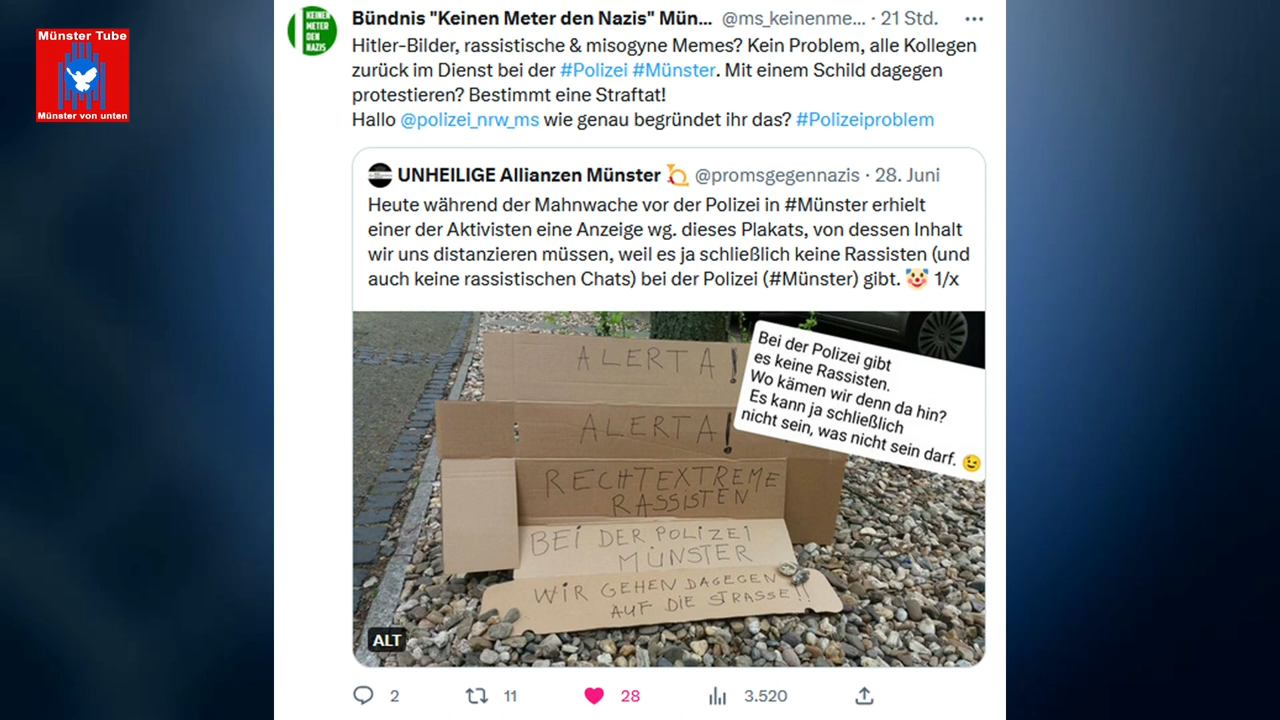 Münster Tube
Münster von unten
KEINEN
METER
DEN
NAZIS
Bündnis "Keinen Meter den Nazis" Mün... @ms_keinenme... · 21 Std.
Hitler-Bilder, rassistische & misogyne Memes? Kein Problem, alle Kollegen
zurück im Dienst bei der #Polizei #Münster. Mit einem Schild dagegen
protestieren? Bestimmt eine Straftat!
Hallo @polizei_nrw_ms wie genau begründet ihr das? #Polizeiproblem
UNHEILIGE Allianzen Münster @promsgegennazis · 28. Juni
Heute während der Mahnwache vor der Polizei in #Münster erhielt
einer der Aktivisten eine Anzeige wg. dieses Plakats, von dessen Inhalt
wir uns distanzieren müssen, weil es ja schließlich keine Rassisten (und
auch keine rassistischen Chats) bei der Polizei (#Münster) gibt. 🤡 1/x
ALERTA!
ALERTA!
RECHTEXTREME
RASSISTEN
BEI DER POLIZEI
MÜNSTER
WIR GEHEN DAGEGEN
AUF DIE STRASSE!!
Bei der Polizei gibt
es keine Rassisten.
Wo kämen wir denn da hin?
Es kann ja schließlich
nicht sein, was nicht sein darf. 😉
ALT
2 11 28 3.520